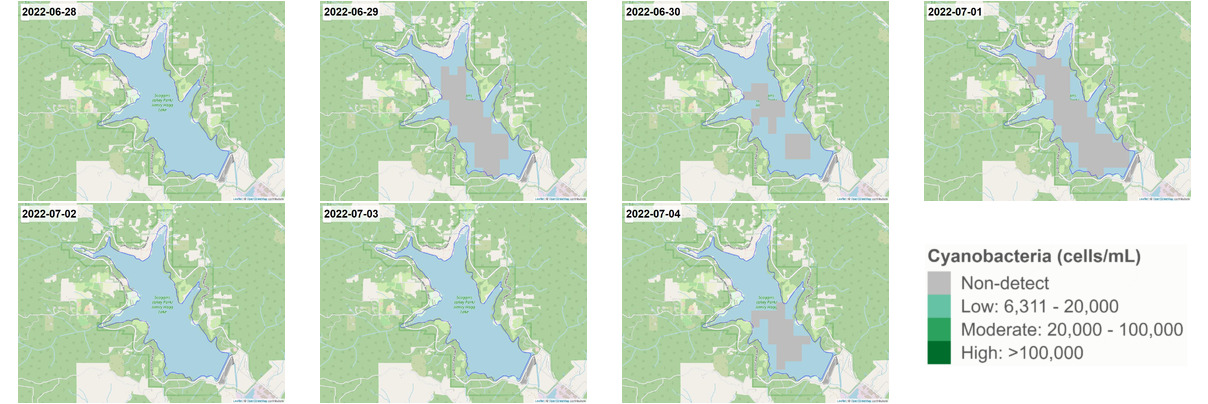 2022-06-28
2022-06-29
2022-06-30
2022-07-01
2022-07-02
2022-07-03
2022-07-04
Cyanobacteria (cells/mL)
Non-detect
Low: 6,311 - 20,000
Moderate: 20,000 - 100,000
High: >100,000